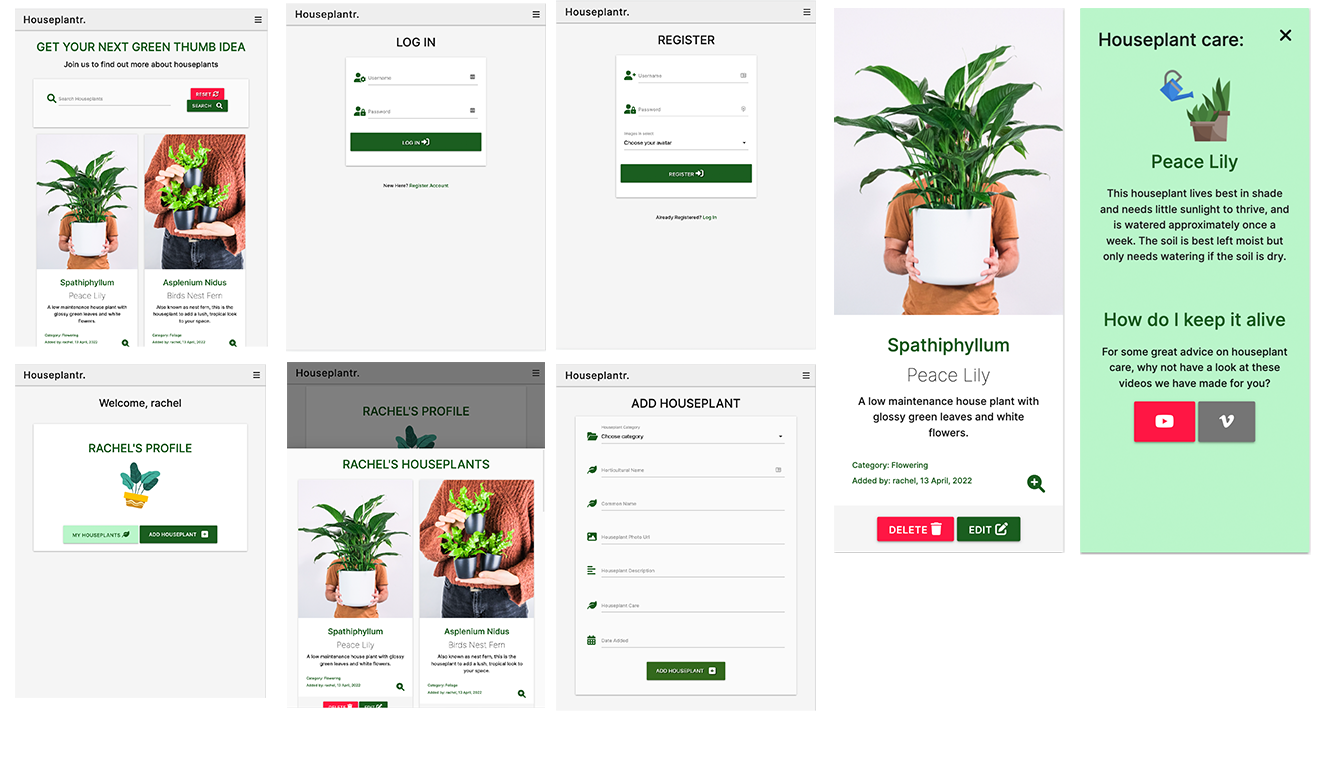 Houseplantr.
GET YOUR NEXT GREEN THUMB IDEA
Join us to find out more about houseplants
Search Houseplants
RESET
SEARCH
Spathiphyllum
Peace Lily
A low maintenance house plant with
glossy green leaves and white
flowers.
Category: Flowering
Added by: rachel, 13 April, 2022
Asplenium Nidus
Birds Nest Fern
Also known as nest fern, this is the
houseplant to add a lush, tropical look
to your space.
Category: Foliage
Added by: rachel, 13 April, 2022
Houseplantr.
LOG IN
Username
Password
LOG IN
New Here? Register Account
Houseplantr.
REGISTER
Username
Password
Images in select
Choose your avatar
REGISTER
Already Registered? Log In
Spathiphyllum
Peace Lily
A low maintenance house plant with
glossy green leaves and white
flowers.
Category: Flowering
Added by: rachel, 13 April, 2022
DELETE
EDIT
Houseplant care:
Peace Lily
This houseplant lives best in shade
and needs little sunlight to thrive, and
is watered approximately once a
week. The soil is best left moist but
only needs watering if the soil is dry.
How do I keep it alive
For some great advice on houseplant
care, why not have a look at these
videos we have made for you?
Houseplantr.
Welcome, rachel
RACHEL'S PROFILE
MY HOUSEPLANTS
ADD HOUSEPLANT
Houseplantr.
RACHEL'S PROFILE
RACHEL'S HOUSEPLANTS
Spathiphyllum
Peace Lily
A low maintenance house plant with glossy
green leaves and white flowers.
Category: Flowering
Added by: rachel, 13 April, 2022
DELETE
EDIT
Asplenium Nidus
Birds Nest Fern
Also known as nest fern, this is the
houseplant to add a lush, tropical look to
your space.
Category: Foliage
Added by: rachel, 13 April, 2022
Houseplantr.
ADD HOUSEPLANT
Houseplant Category
Choose category
Horticultural Name
Common Name
Houseplant Photo Url
Houseplant Description
Houseplant Care
Date Added
ADD HOUSEPLANT